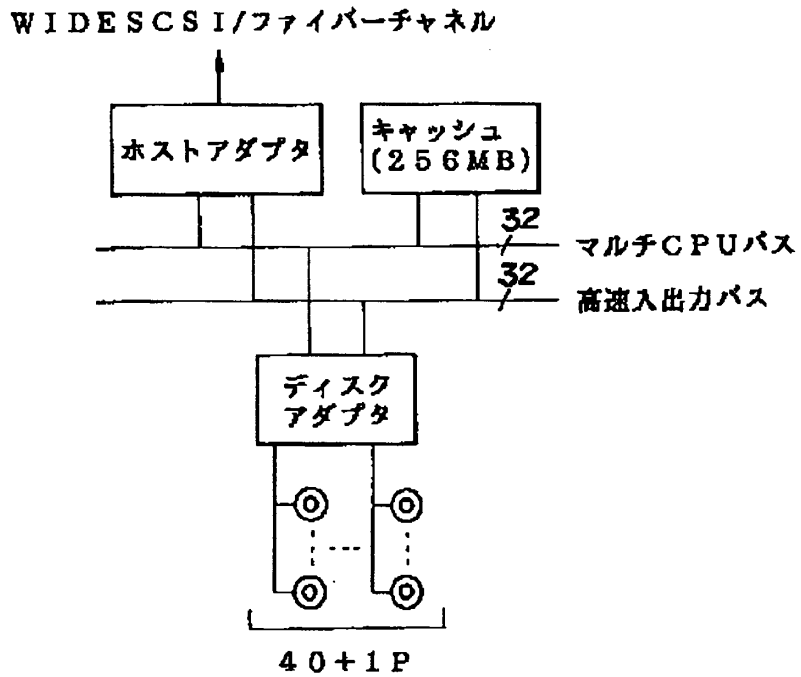 ＷＩＤＥＳＣＳＩ/ファイバーチャネル
ホストアダプタ
キャッシュ
(２５６ＭＢ)
32
マルチＣＰＵバス
32
高速入出力バス
ディスク
アダプタ
４０＋１Ｐ